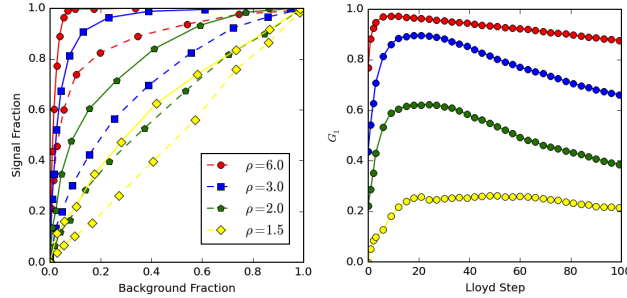 1.0
0.8
0.6
0.4
0.2
0.0
Signal Fraction
ρ=6.0
ρ=3.0
ρ=2.0
ρ=1.5
0.0 0.2 0.4 0.6 0.8 1.0
Background Fraction
1.0
0.8
0.6
0.4
0.2
0.0
G₁
0 20 40 60 80 100
Lloyd Step